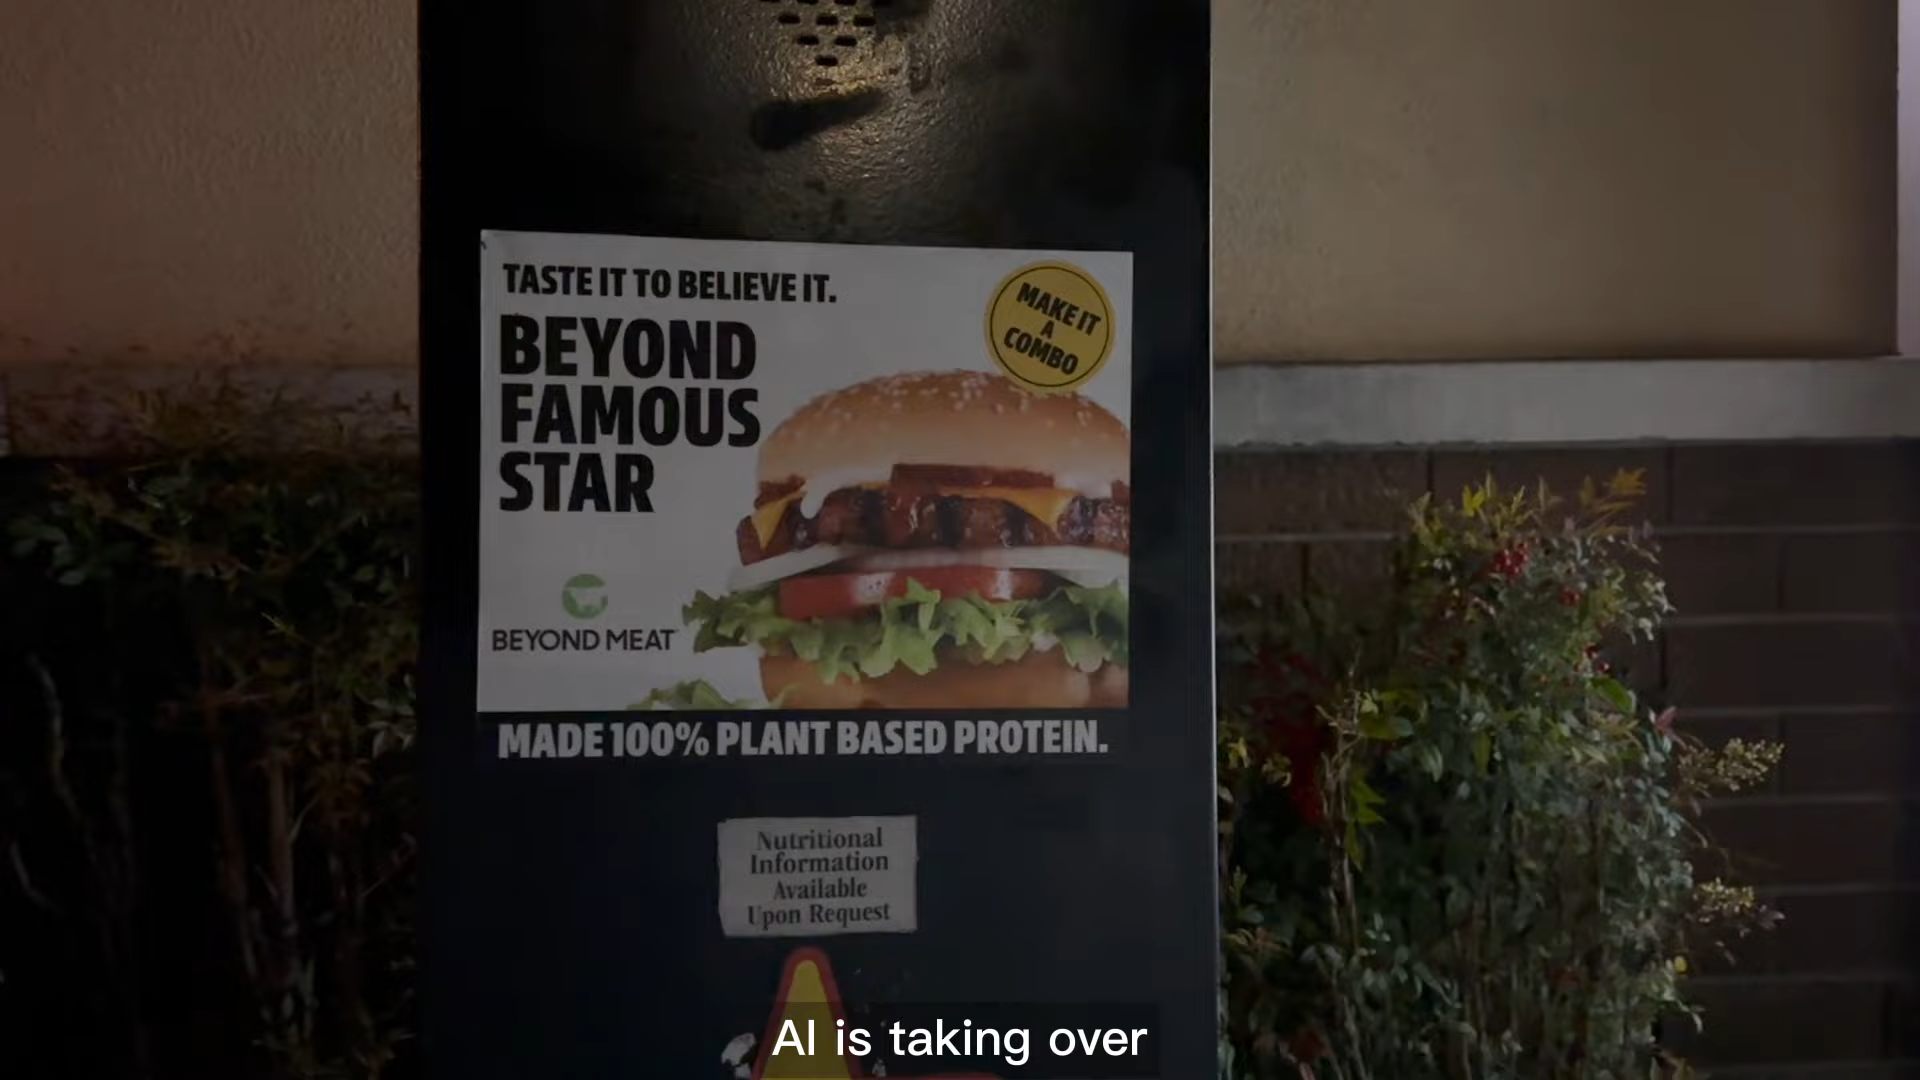 TASTE IT TO BELIEVE IT.
MAKE IT
A
COMBO
BEYOND
FAMOUS
STAR
BEYOND MEAT
MADE 100% PLANT BASED PROTEIN.
Nutritional
Information
Available
Upon Request
AI is taking over